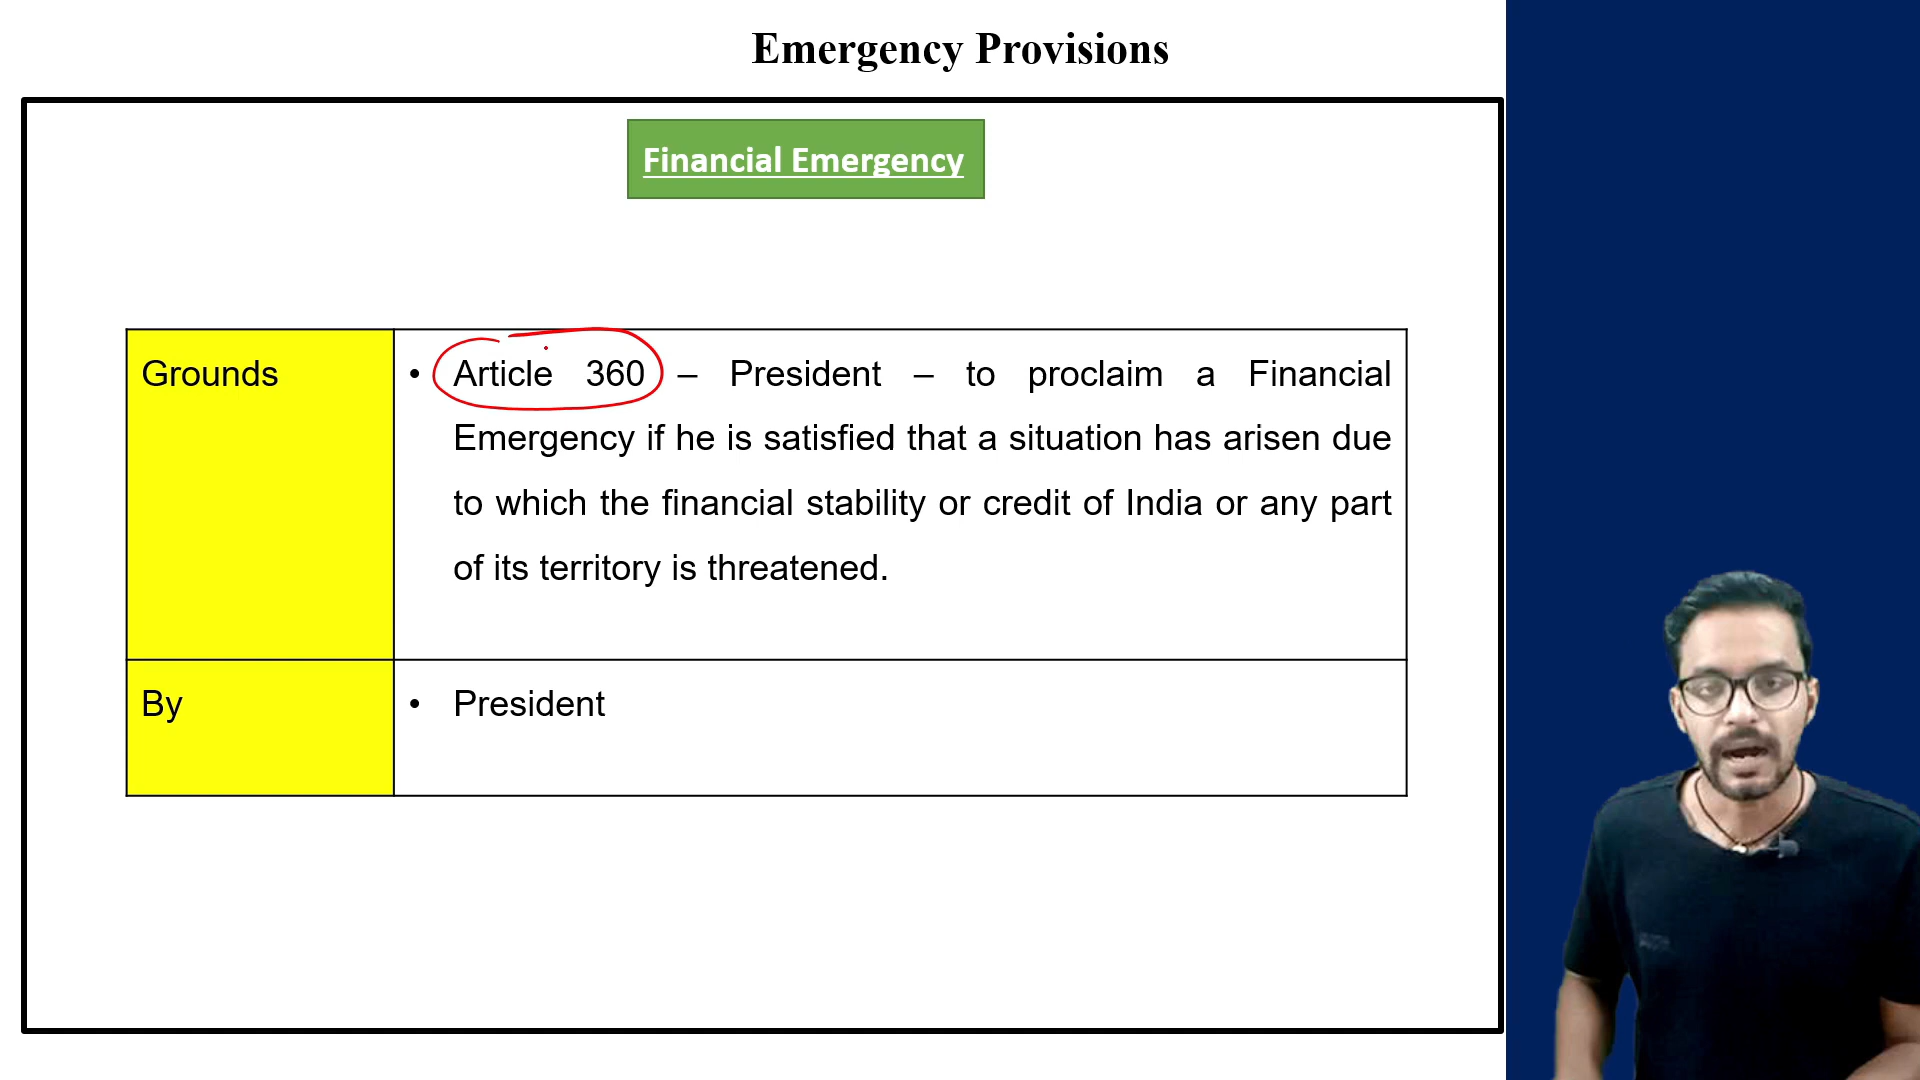 Emergency Provisions
Financial Emergency
Grounds
• Article 360 – President – to proclaim a Financial
Emergency if he is satisfied that a situation has arisen due
to which the financial stability or credit of India or any part
of its territory is threatened.
By
• President